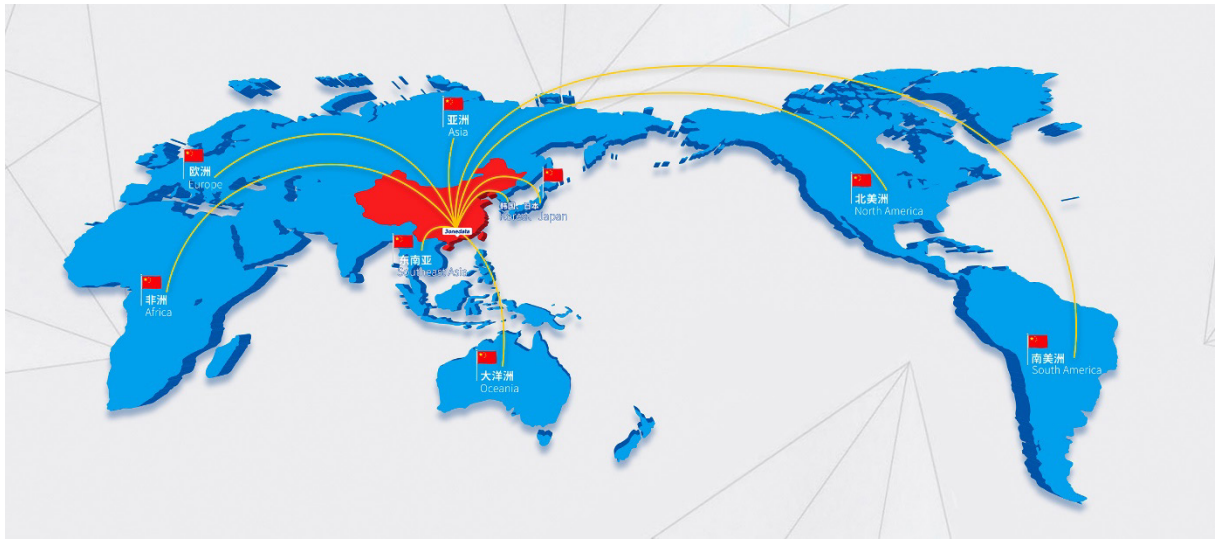 亚洲
Asia
欧洲
Europe
韩国；日本
Korea; Japan
北美洲
North America
3onedata
东南亚
Southeast Asia
非洲
Africa
大洋洲
Oceania
南美洲
South America